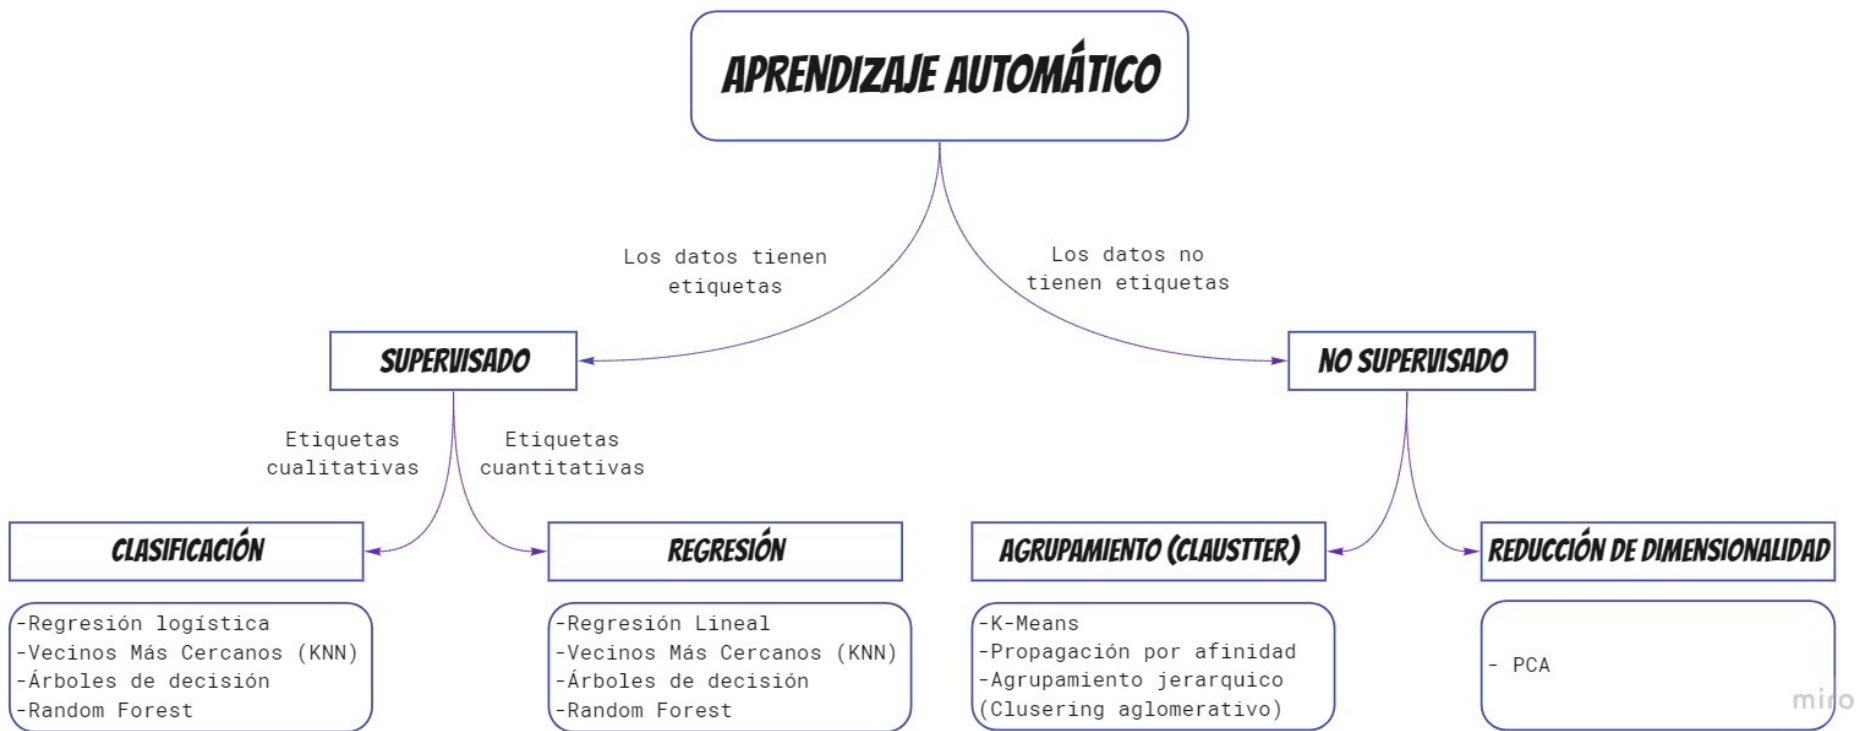 APRENDIZAJE AUTOMÁTICO
Los datos tienen
etiquetas
Los datos no
tienen etiquetas
SUPERVISADO
NO SUPERVISADO
Etiquetas
cualitativas
Etiquetas
cuantitativas
CLASIFICACIÓN
REGRESIÓN
AGRUPAMIENTO (CLAUSTTER)
REDUCCIÓN DE DIMENSIONALIDAD
-Regresión logística
-Vecinos Más Cercanos (KNN)
-Árboles de decisión
-Random Forest
-Regresión Lineal
-Vecinos Más Cercanos (KNN)
-Árboles de decisión
-Random Forest
-K-Means
-Propagación por afinidad
-Agrupamiento jerarquico
(Clusering aglomerativo)
- PCA
miro